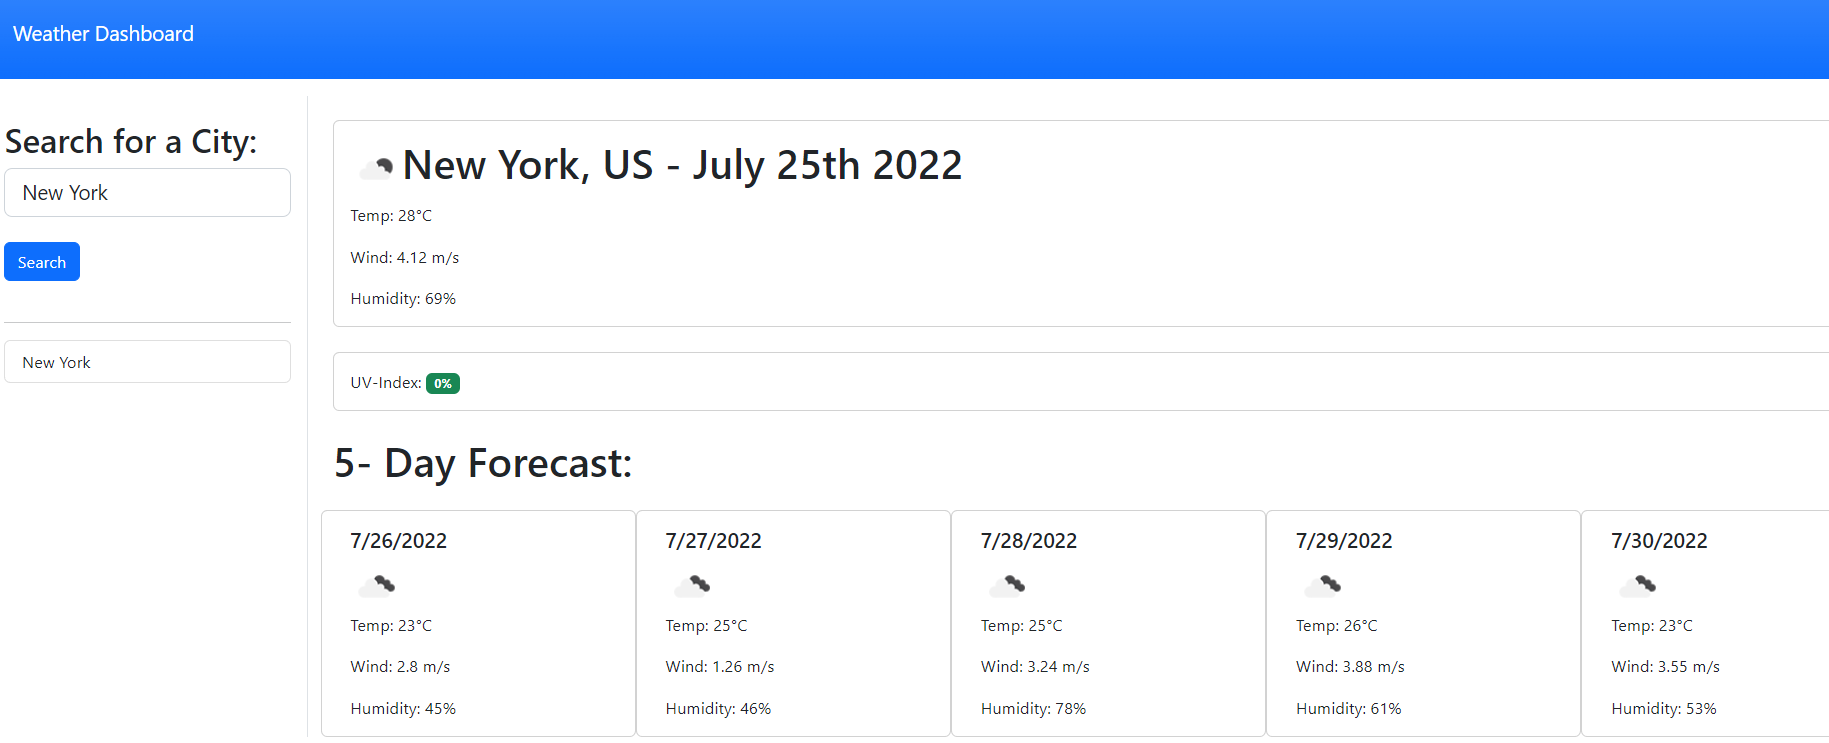 Weather Dashboard
Search for a City:
New York
Search
New York
New York, US - July 25th 2022
Temp: 28°C
Wind: 4.12 m/s
Humidity: 69%
UV-Index: 0%
5- Day Forecast:
7/26/2022
Temp: 23°C
Wind: 2.8 m/s
Humidity: 45%
7/27/2022
Temp: 25°C
Wind: 1.26 m/s
Humidity: 46%
7/28/2022
Temp: 25°C
Wind: 3.24 m/s
Humidity: 78%
7/29/2022
Temp: 26°C
Wind: 3.88 m/s
Humidity: 61%
7/30/2022
Temp: 23°C
Wind: 3.55 m/s
Humidity: 53%